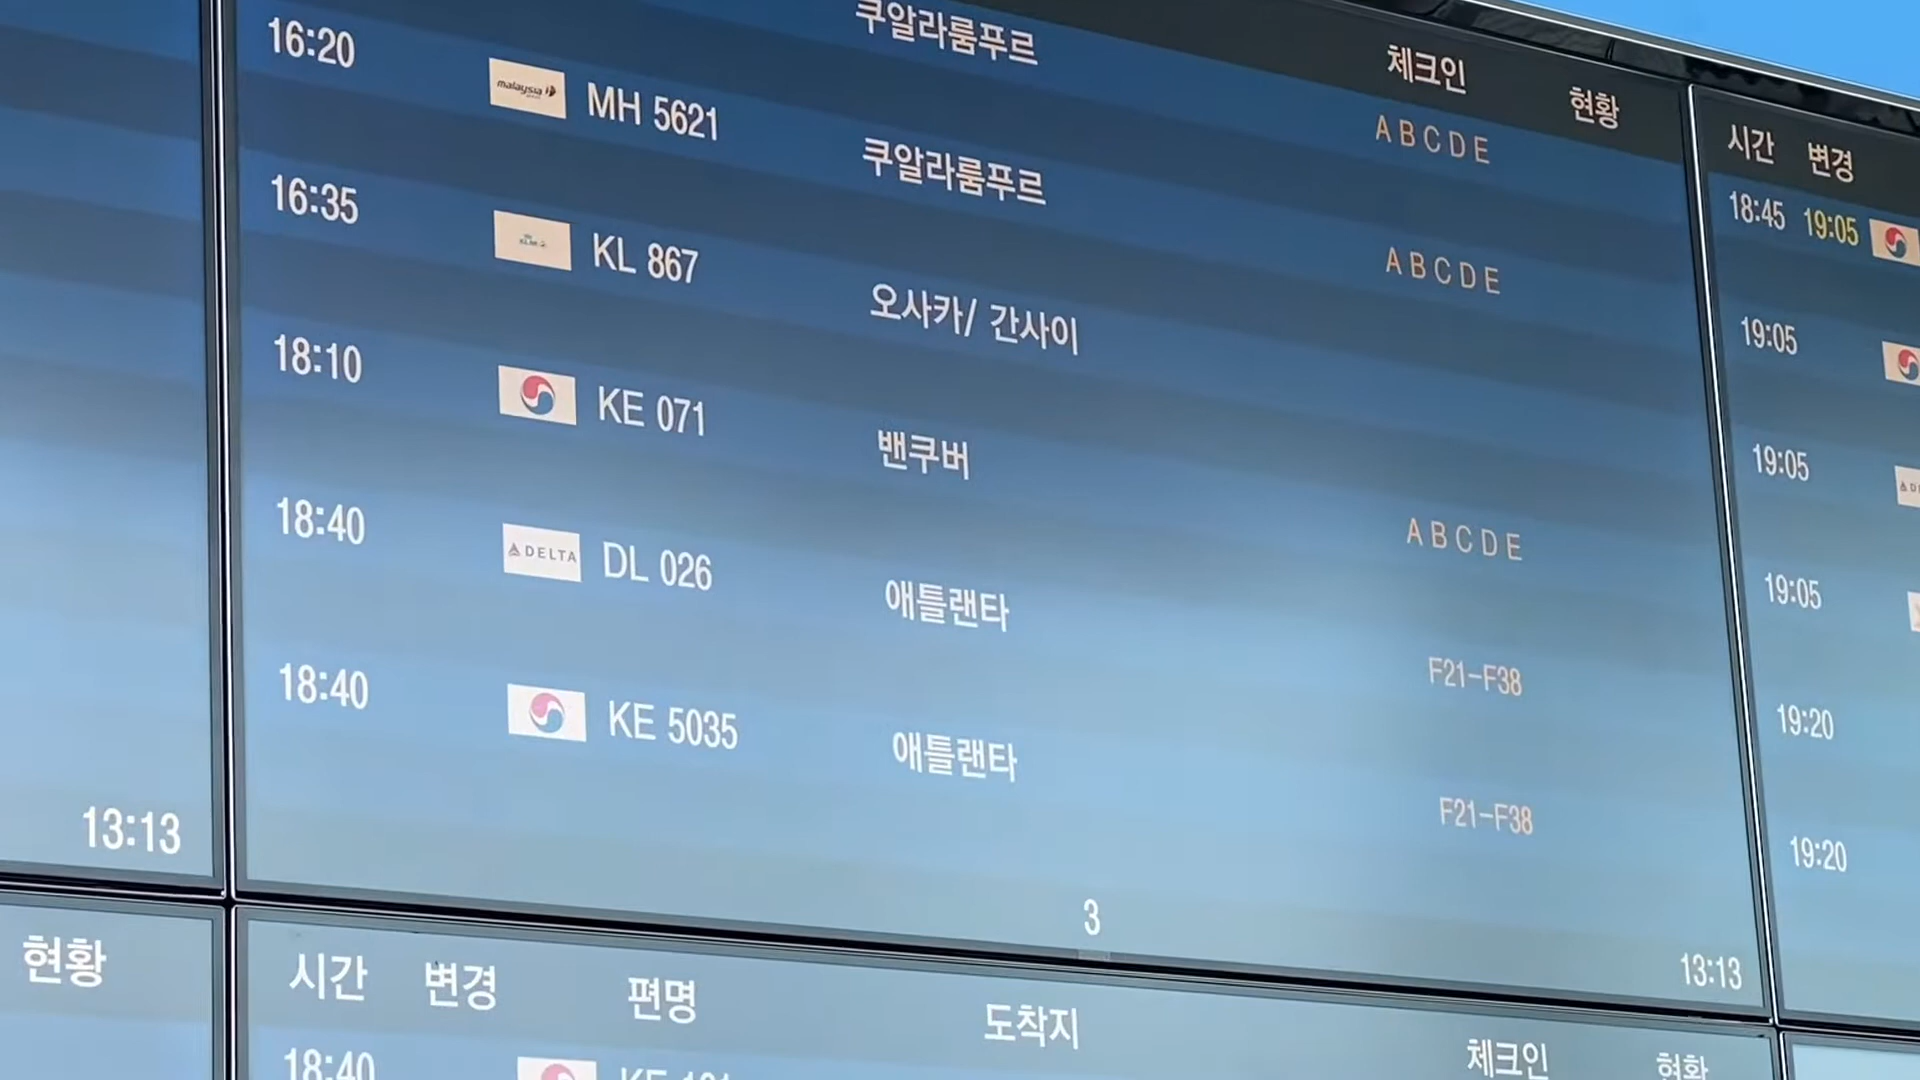 체크인 현황
쿠알라룸푸르 A B C D E
16:20 malaysia MH 5621 쿠알라룸푸르 A B C D E
16:35 KLM KL 867 오사카/ 간사이
18:10 KE 071 밴쿠버 A B C D E
18:40 DELTA DL 026 애틀랜타 F21-F38
18:40 KE 5035 애틀랜타 F21-F38
3
13:13
13:13
시간 변경
18:45 19:05
19:05
19:05
19:05
19:20
19:20
현황
시간 변경 편명 도착지 체크인 현황
18:40